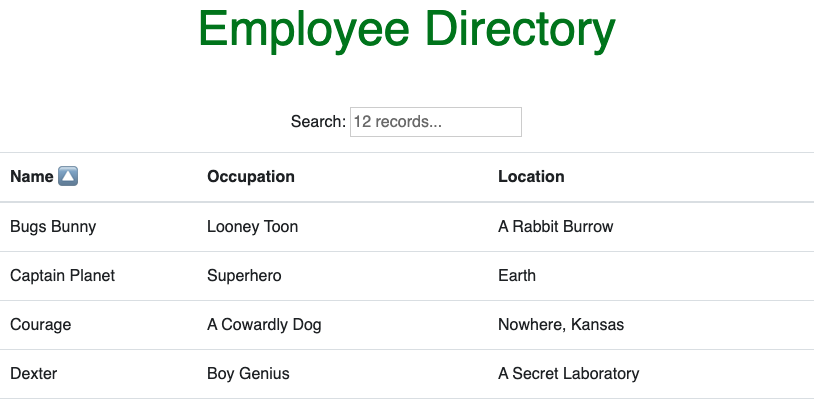 Employee Directory
Search: 12 records...
Name 🔼 Occupation Location
Bugs Bunny Looney Toon A Rabbit Burrow
Captain Planet Superhero Earth
Courage A Cowardly Dog Nowhere, Kansas
Dexter Boy Genius A Secret Laboratory